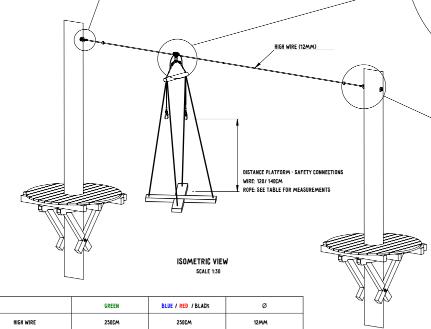 HIGH WIRE (12MM)
DISTANCE PLATFORM - SAFETY CONNECTIONS
WIRE: 120/ 140CM
ROPE: SEE TABLE FOR MEASUREMENTS
ISOMETRIC VIEW
SCALE 1:30
GREEN BLUE / RED / BLACK Ø
HIGH WIRE 250CM 250CM 12MM